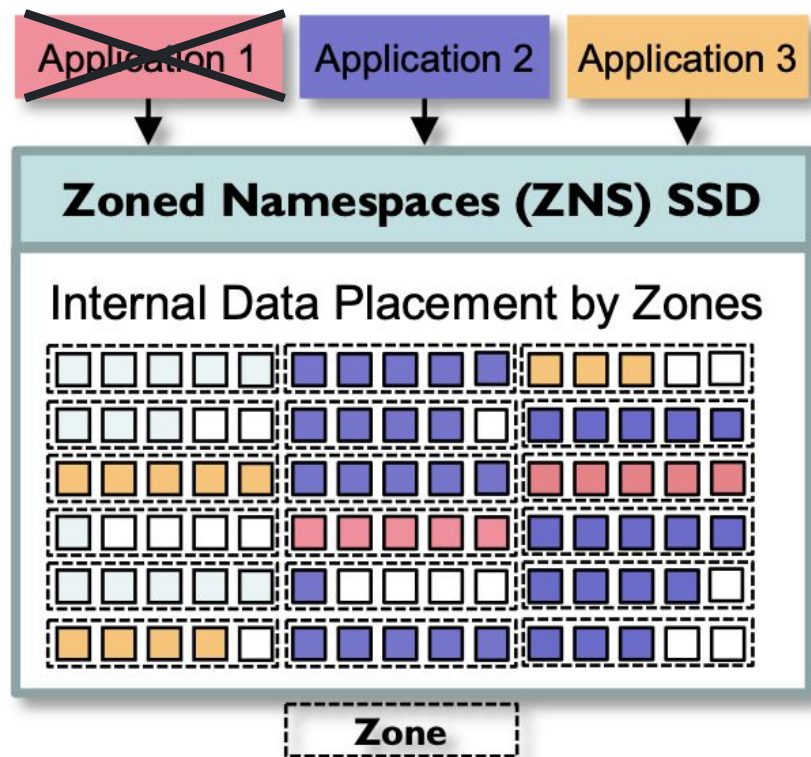 Application 1
Application 2
Application 3
Zoned Namespaces (ZNS) SSD
Internal Data Placement by Zones
Zone